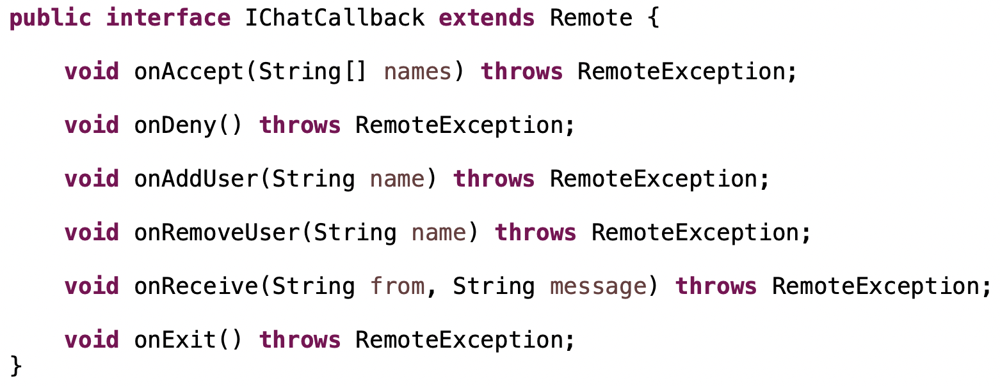 public interface IChatCallback extends Remote {
void onAccept(String[] names) throws RemoteException;
void onDeny() throws RemoteException;
void onAddUser(String name) throws RemoteException;
void onRemoveUser(String name) throws RemoteException;
void onReceive(String from, String message) throws RemoteException;
void onExit() throws RemoteException;
}